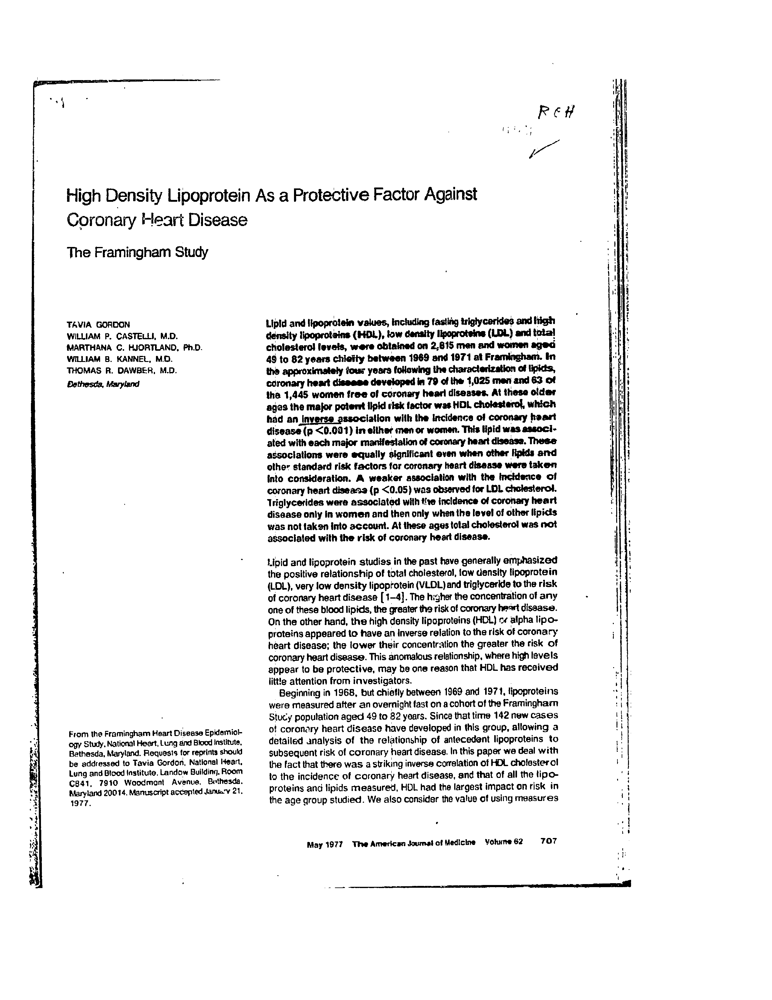 RCH
High Density Lipoprotein As a Protective Factor Against
Coronary Heart Disease
The Framingham Study
TAVIA GORDON
WILLIAM P. CASTELLI, M.D.
MARTHANA C. HJORTLAND, Ph.D.
WILLIAM B. KANNEL, M.D.
THOMAS R. DAWBER, M.D.
Bethesda, Maryland
Lipid and lipoprotein values, including fasting triglycerides and high
density lipoproteins (HDL), low density lipoproteins (LDL) and total
cholesterol levels, were obtained on 2,815 men and women aged
49 to 82 years chiefly between 1969 and 1971 at Framingham. In
the approximately four years following the characterization of lipids,
coronary heart disease developed in 79 of the 1,025 men and 63 of
the 1,445 women free of coronary heart diseases. At these older
ages the major potent lipid risk factor was HDL cholesterol, which
had an inverse association with the incidence of coronary heart
disease (p <0.001) in either men or women. This lipid was associ-
ated with each major manifestation of coronary heart disease. These
associations were equally significant even when other lipids and
other standard risk factors for coronary heart disease were taken
into consideration. A weaker association with the incidence of
coronary heart disease (p <0.05) was observed for LDL cholesterol.
Triglycerides were associated with the incidence of coronary heart
disease only in women and then only when the level of other lipids
was not taken into account. At these ages total cholesterol was not
associated with the risk of coronary heart disease.
Lipid and lipoprotein studies in the past have generally emphasized
the positive relationship of total cholesterol, low density lipoprotein
(LDL), very low density lipoprotein (VLDL) and triglyceride to the risk
of coronary heart disease [1–4]. The higher the concentration of any
one of these blood lipids, the greater the risk of coronary heart disease.
On the other hand, the high density lipoproteins (HDL) or alpha lipo-
proteins appeared to have an inverse relation to the risk of coronary
heart disease; the lower their concentration the greater the risk of
coronary heart disease. This anomalous relationship, where high levels
appear to be protective, may be one reason that HDL has received
little attention from investigators.
Beginning in 1968, but chiefly between 1969 and 1971, lipoproteins
were measured after an overnight fast on a cohort of the Framingham
Study population aged 49 to 82 years. Since that time 142 new cases
of coronary heart disease have developed in this group, allowing a
detailed analysis of the relationship of antecedent lipoproteins to
subsequent risk of coronary heart disease. In this paper we deal with
the fact that there was a striking inverse correlation of HDL cholesterol
to the incidence of coronary heart disease, and that of all the lipo-
proteins and lipids measured, HDL had the largest impact on risk in
the age group studied. We also consider the value of using measures
From the Framingham Heart Disease Epidemiol-
ogy Study, National Heart, Lung and Blood Institute,
Bethesda, Maryland. Requests for reprints should
be addressed to Tavia Gordon, National Heart,
Lung and Blood Institute, Landow Building, Room
C841, 7910 Woodmont Avenue, Bethesda,
Maryland 20014. Manuscript accepted January 21,
1977.
May 1977 The American Journal of Medicine Volume 62 707